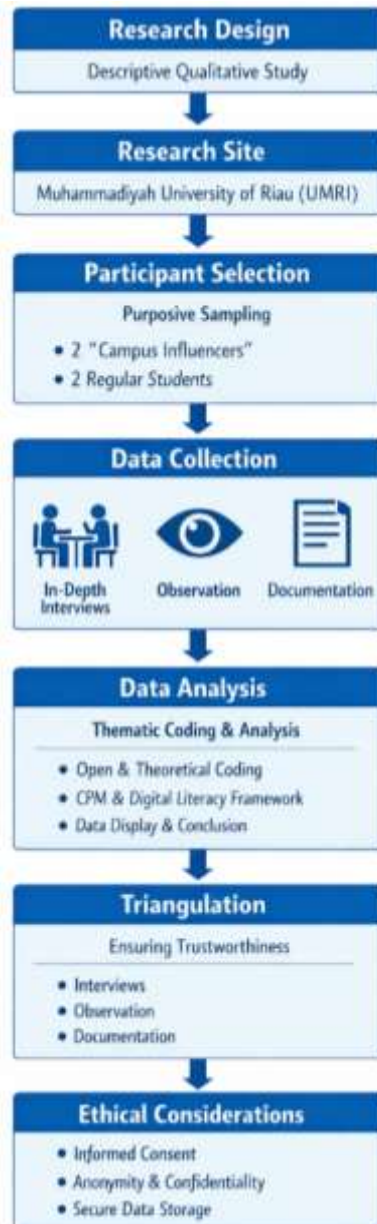 Research Design
Descriptive Qualitative Study
Research Site
Muhammadiyah University of Riau (UMRI)
Participant Selection
Purposive Sampling
• 2 "Campus Influencers"
• 2 Regular Students
Data Collection
In-Depth
Interviews
Observation
Documentation
Data Analysis
Thematic Coding & Analysis
• Open & Theoretical Coding
• CPM & Digital Literacy Framework
• Data Display & Conclusion
Triangulation
Ensuring Trustworthiness
• Interviews
• Observation
• Documentation
Ethical Considerations
• Informed Consent
• Anonymity & Confidentiality
• Secure Data Storage